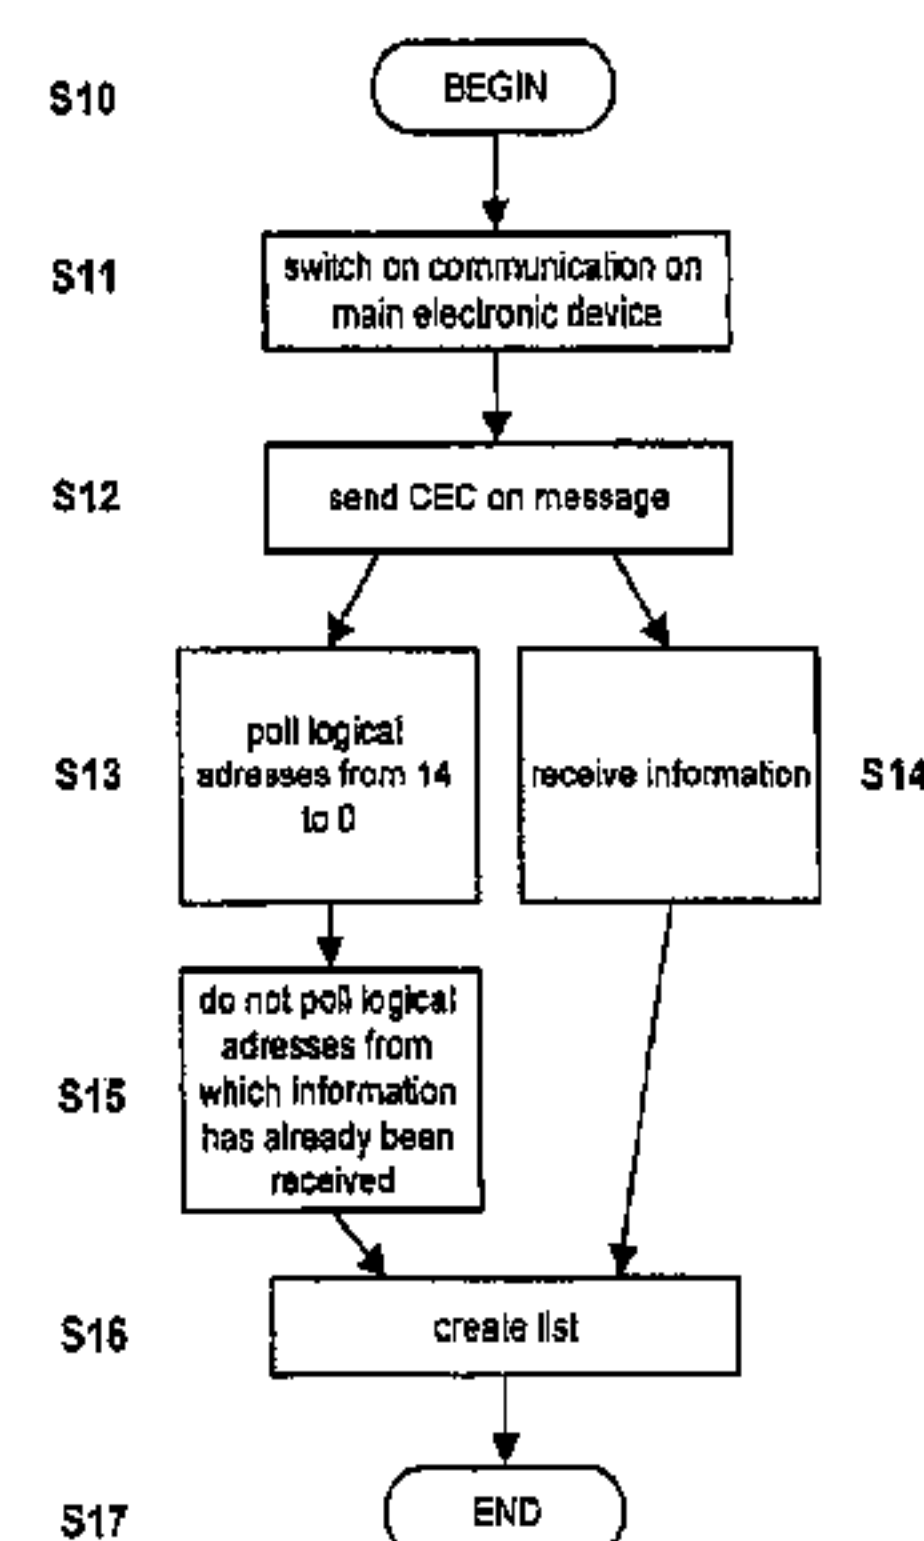 S10
BEGIN
S11
switch on communication on
main electronic device
S12
send CEC on message
S13
poll logical
adresses from 14
to 0
receive information
S14
S15
do not poll logical
adresses from
which information
has already been
received
S16
create list
S17
END